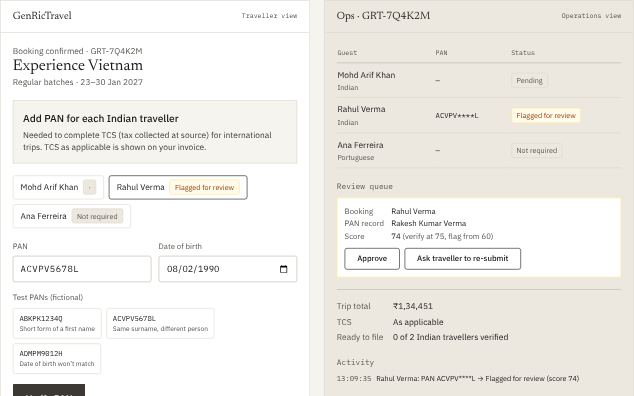 GenRicTravel
Traveller view
Booking confirmed · GRT-7Q4K2M
Experience Vietnam
Regular batches · 23–30 Jan 2027
Add PAN for each Indian traveller
Needed to complete TCS (tax collected at source) for international
trips. TCS as applicable is shown on your invoice.
Mohd Arif Khan ·
Rahul Verma Flagged for review
Ana Ferreira Not required
PAN
Date of birth
ACVPV5678L
08/02/1990
Test PANs (fictional)
ABKPK1234Q
Short form of a first name
ACVPV5678L
Same surname, different person
ADMPM9012H
Date of birth won't match
Ops · GRT-7Q4K2M
Operations view
Guest PAN Status
Mohd Arif Khan – Pending
Indian
Rahul Verma ACVPV****L Flagged for review
Indian
Ana Ferreira – Not required
Portuguese
Review queue
Booking Rahul Verma
PAN record Rakesh Kumar Verma
Score 74 (verify at 75, flag from 60)
Approve
Ask traveller to re-submit
Trip total ₹1,34,451
TCS As applicable
Ready to file 0 of 2 Indian travellers verified
Activity
13:09:35 Rahul Verma: PAN ACVPV****L → Flagged for review (score 74)